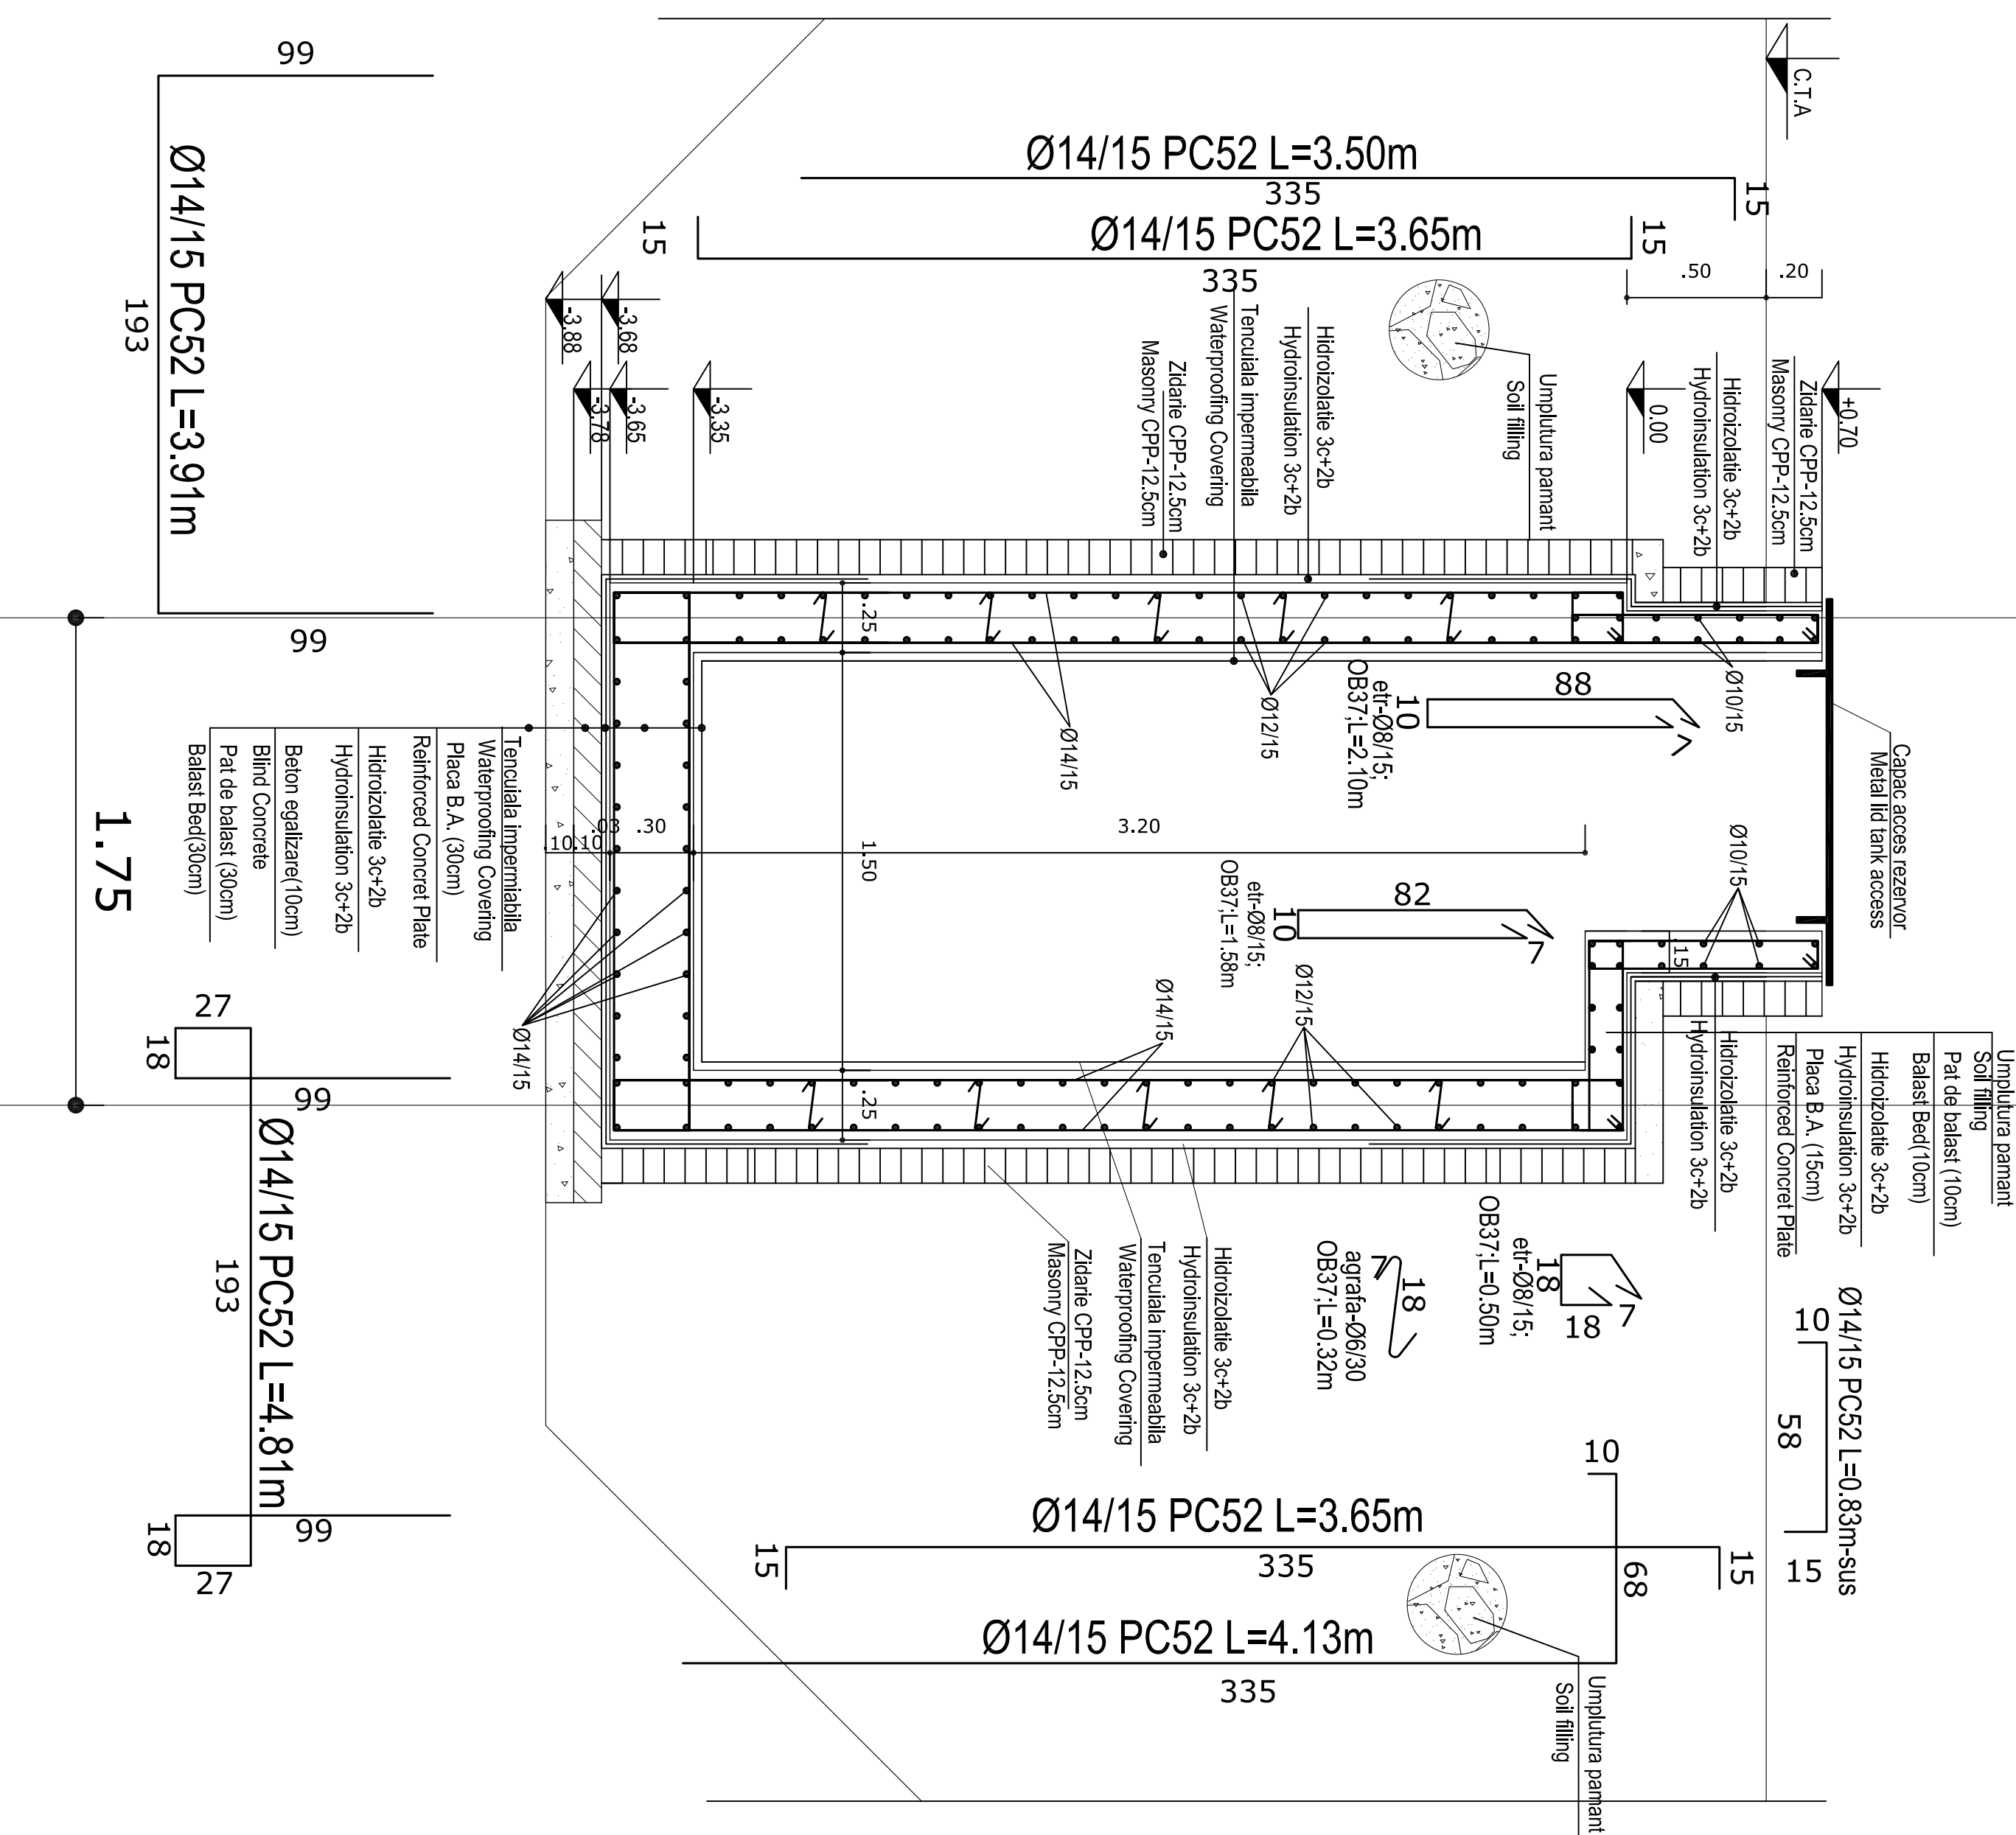 C.T.A
Ø14/15 PC52 L=3.50m
335
15
Ø14/15 PC52 L=3.65m
335
15
15
.50
.20
+0.70
0.00
-3.35
-3.65
-3.78
-3.68
-3.88
Zidarie CPP-12.5cm
Masonry CPP-12.5cm
Hidroizolatie 3c+2b
Hydroinsulation 3c+2b
Umplutura pamant
Soil filling
Hidroizolatie 3c+2b
Hydroinsulation 3c+2b
Tencuiala impermeabila
Waterproofing Covering
Zidarie CPP-12.5cm
Masonry CPP-12.5cm
99
Ø14/15 PC52 L=3.91m
193
99
.25
1.50
.25
.15
3.20
.30
.03
.10
.10
Ø10/15
Ø12/15
Ø14/15
88
10
7
etr-Ø8/15;
OB37;L=2.10m
82
10
7
etr-Ø8/15;
OB37;L=1.58m
Ø10/15
Ø12/15
Ø14/15
Ø14/15
Capac acces rezervor
Metal lid tank access
Tencuiala impermiabila
Waterproofing Covering
Placa B.A. (30cm)
Reinforced Concret Plate
Hidroizolatie 3c+2b
Hydroinsulation 3c+2b
Beton egalizare(10cm)
Blind Concrete
Pat de balast (30cm)
Balast Bed(30cm)
1.75
Umplutura pamant
Soil filling
Pat de balast (10cm)
Balast Bed(10cm)
Hidroizolatie 3c+2b
Hydroinsulation 3c+2b
Placa B.A. (15cm)
Reinforced Concret Plate
Hidroizolatie 3c+2b
Hydroinsulation 3c+2b
27
18
99
Ø14/15 PC52 L=4.81m
193
99
18
27
18
18
7
etr-Ø8/15;
OB37;L=0.50m
18
7
agrafa-Ø6/30
OB37;L=0.32m
Hidroizolatie 3c+2b
Hydroinsulation 3c+2b
Tencuiala impermeabila
Waterproofing Covering
Zidarie CPP-12.5cm
Masonry CPP-12.5cm
Ø14/15 PC52 L=0.83m-sus
10
58
15
10
Ø14/15 PC52 L=3.65m
335
15
15
68
Ø14/15 PC52 L=4.13m
335
Umplutura pamant
Soil filling